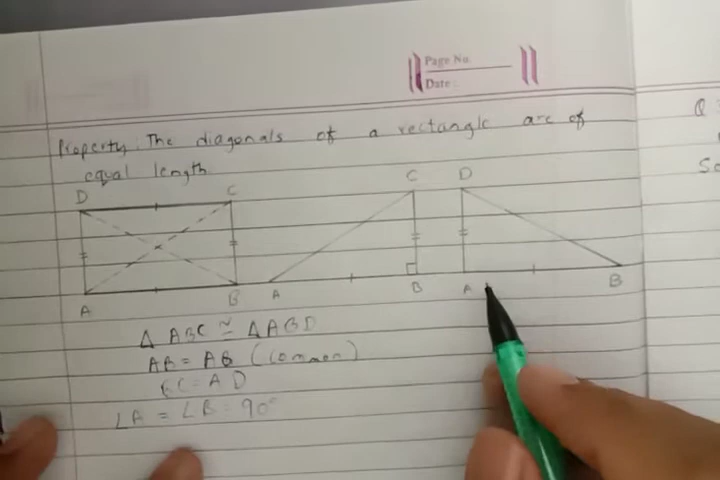 Page No.
Date :
Property: The diagonals of a rectangle are of
equal length.
D C C D
A B A B A B
Δ ABC ≅ Δ ABD
AB = AB (common)
BC = AD
∠A = ∠B = 90°
Q